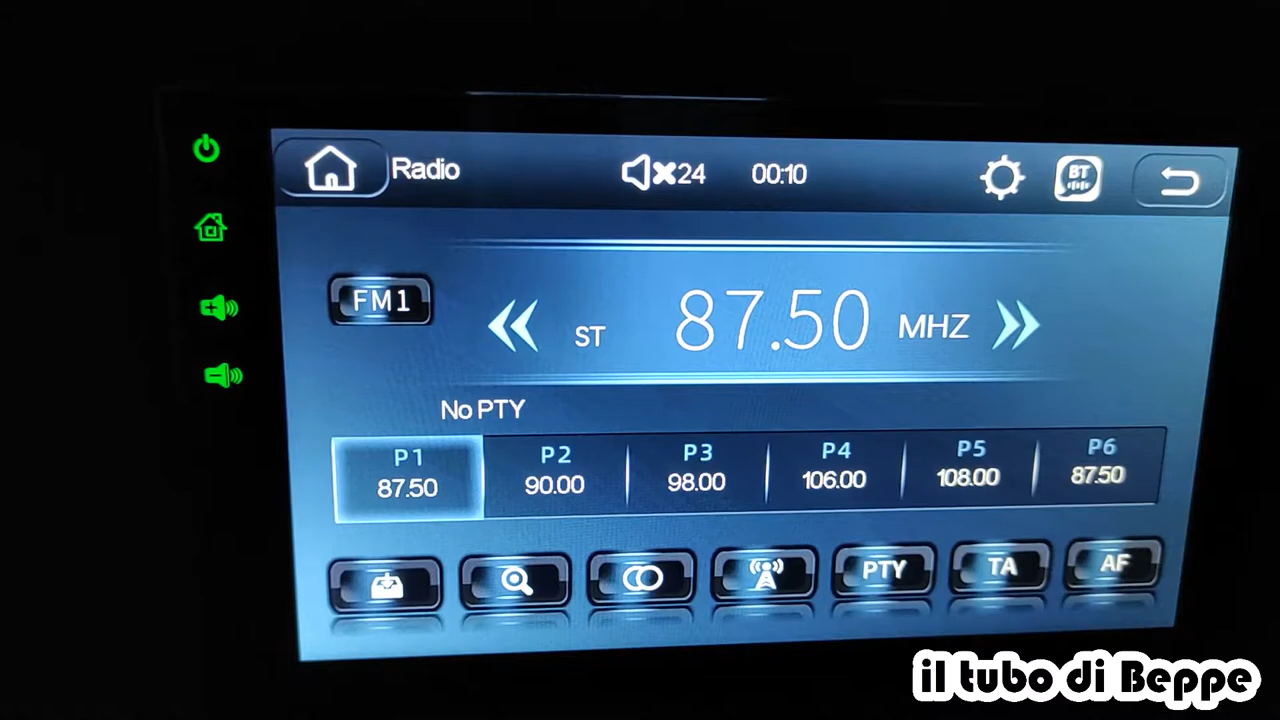 Radio
24
00:10
BT
FM1
ST
87.50
MHZ
No PTY
P1
P2
P3
P4
P5
P6
87.50
90.00
98.00
106.00
108.00
87.50
PTY
TA
AF
il tubo di Beppe